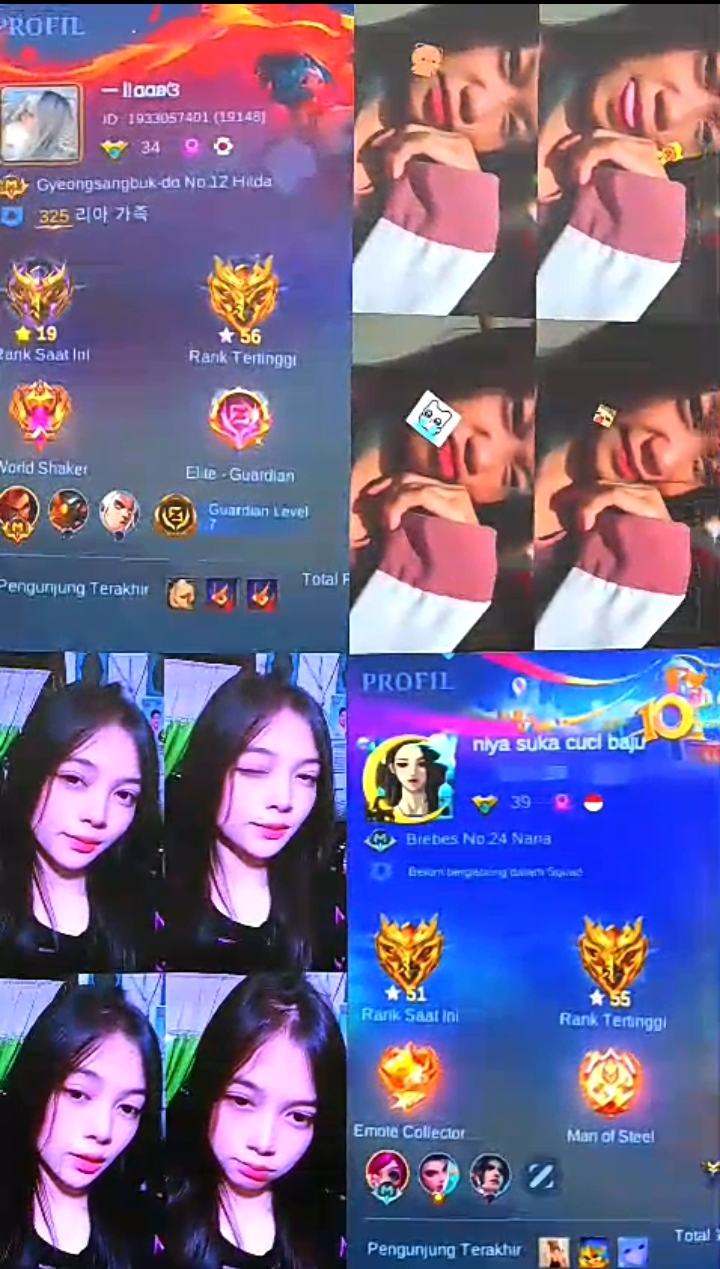 PROFIL
ID: 1933057401 (19148)
34
Gyeongsangbuk-do No.12 Hilda
325 리아 가족
19
Rank Saat Ini
56
Rank Tertinggi
World Shaker
Elite - Guardian
Guardian Level
7
Pengunjung Terakhir
Total
PROFIL
10
niya suka cuci baju
39
Brebes No.24 Nana
Belum bergabung dalam Squad
51
Rank Saat Ini
55
Rank Tertinggi
Emote Collector
Man of Steel
Pengunjung Terakhir
Total